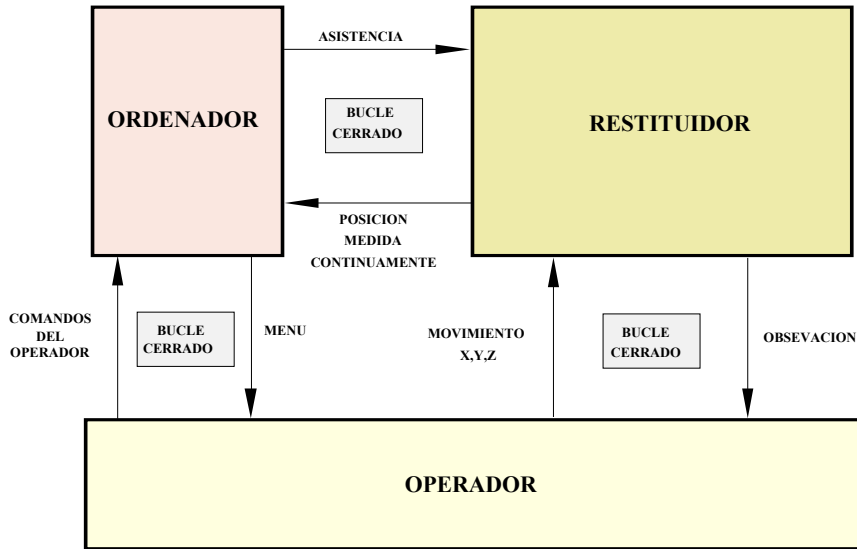 ASISTENCIA
ORDENADOR
BUCLE
CERRADO
RESTITUIDOR
POSICION
MEDIDA
CONTINUAMENTE
COMANDOS
DEL
OPERADOR
BUCLE
CERRADO
MENU
MOVIMIENTO
X,Y,Z
BUCLE
CERRADO
OBSEVACION
OPERADOR